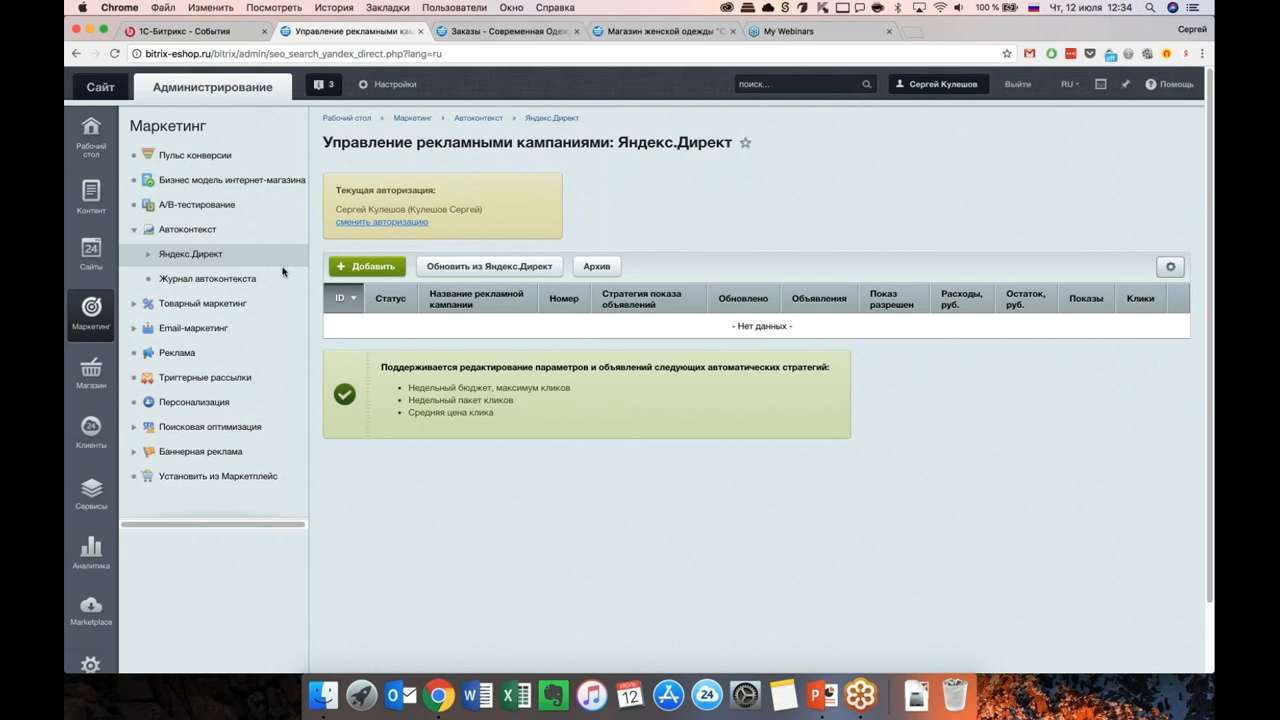 Chrome Файл Изменить Посмотреть История Закладки Пользователи Окно Справка 100 % Чт, 12 июля 12:34
1С-Битрикс - События × Управление рекламными кам × Заказы - Современная Одеж × Магазин женской одежды "С × My Webinars × Сергей
bitrix-eshop.ru/bitrix/admin/seo_search_yandex_direct.php?lang=ru
Сайт Администрирование 3 Настройки поиск... Сергей Кулешов Выйти RU Помощь
Рабочий стол
Контент
24
Сайты
Маркетинг
Магазин
24
Клиенты
Сервисы
Аналитика
Marketplace
Маркетинг
Пульс конверсии
Бизнес модель интернет-магазина
A/B-тестирование
Автоконтекст
Яндекс.Директ
Журнал автоконтекста
Товарный маркетинг
Email-маркетинг
Реклама
Триггерные рассылки
Персонализация
Поисковая оптимизация
Баннерная реклама
Установить из Маркетплейс
Рабочий стол Маркетинг Автоконтекст Яндекс.Директ
Управление рекламными кампаниями: Яндекс.Директ
Текущая авторизация:
Сергей Кулешов (Кулешов Сергей)
сменить авторизацию
+ Добавить Обновить из Яндекс.Директ Архив
ID Статус Название рекламной кампании Номер Стратегия показа объявлений Обновлено Объявления Показ разрешен Расходы, руб. Остаток, руб. Показы Клики
- Нет данных -
Поддерживается редактирование параметров и объявлений следующих автоматических стратегий:
Недельный бюджет, максимум кликов
Недельный пакет кликов
Средняя цена клика
ИЮЛЬ
12
24